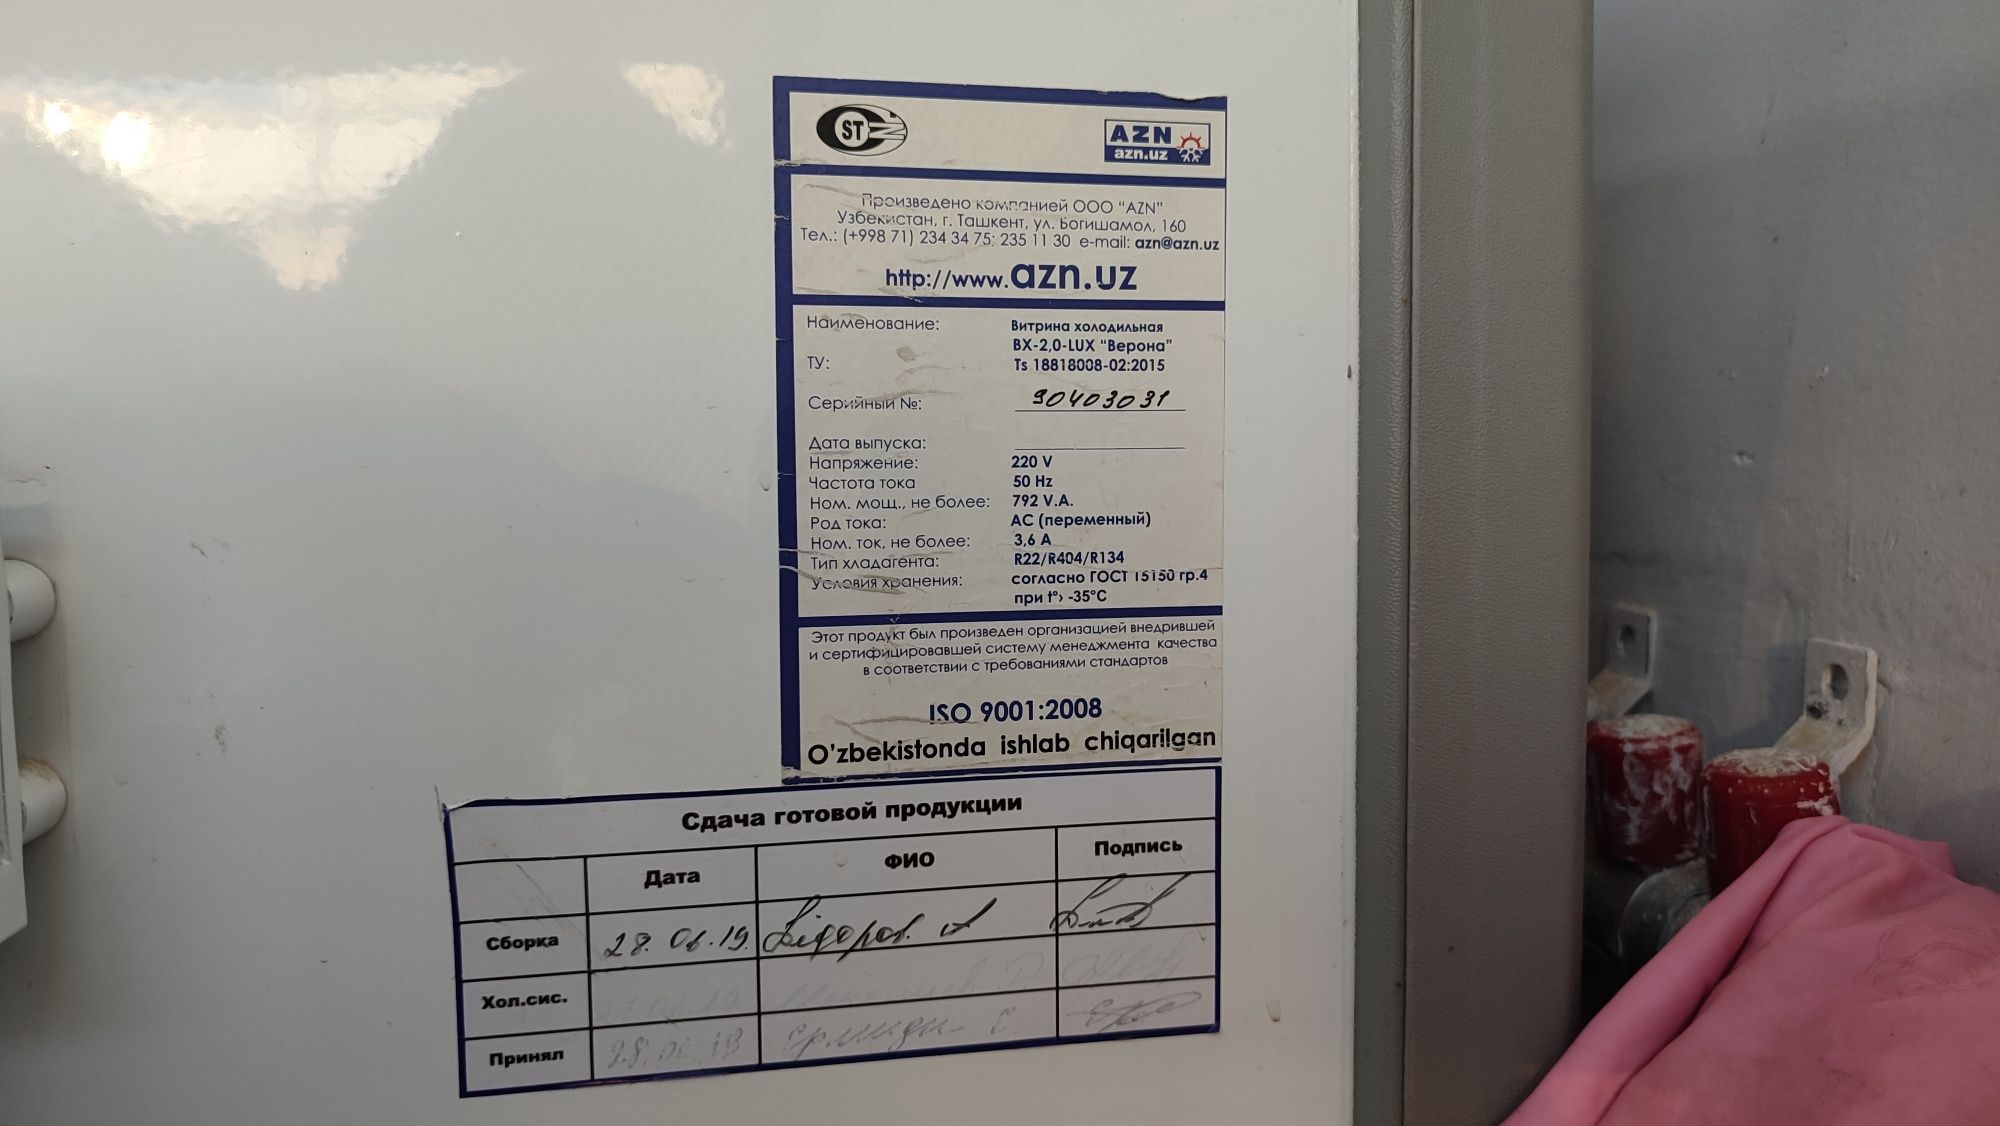 ST
AZN
azn.uz
Произведено компанией ООО "AZN"
Узбекистан, г. Ташкент, ул. Богишамол, 160
Тел.: (+998 71) 234 34 75; 235 11 30 e-mail: azn@azn.uz
http://www.azn.uz
Наименование: Витрина холодильная
ВХ-2,0-LUX "Верона"
ТУ: Ts 18818008-02:2015
Серийный №: 90403031
Дата выпуска:
Напряжение: 220 V
Частота тока 50 Hz
Ном. мощ., не более: 792 V.A.
Род тока: AC (переменный)
Ном. ток, не более: 3,6 А
Тип хладагента: R22/R404/R134
Условия хранения: согласно ГОСТ 15150 гр.4
при t°› -35°C
Этот продукт был произведен организацией внедрившей
и сертифицировавшей систему менеджмента качества
в соответствии с требованиями стандартов
ISO 9001:2008
O'zbekistonda ishlab chiqarilgan
Сдача готовой продукции
Дата ФИО Подпись
Сборка 28.06.19
Хол.сис.
Принял